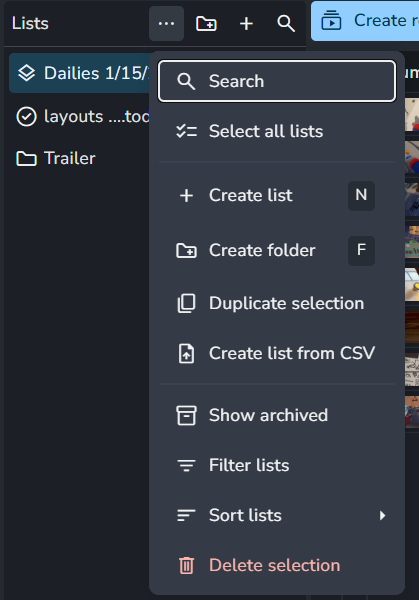 Lists
Create
Dailies 1/15/
layouts ....
Trailer
Search
Select all lists
Create list N
Create folder F
Duplicate selection
Create list from CSV
Show archived
Filter lists
Sort lists
Delete selection